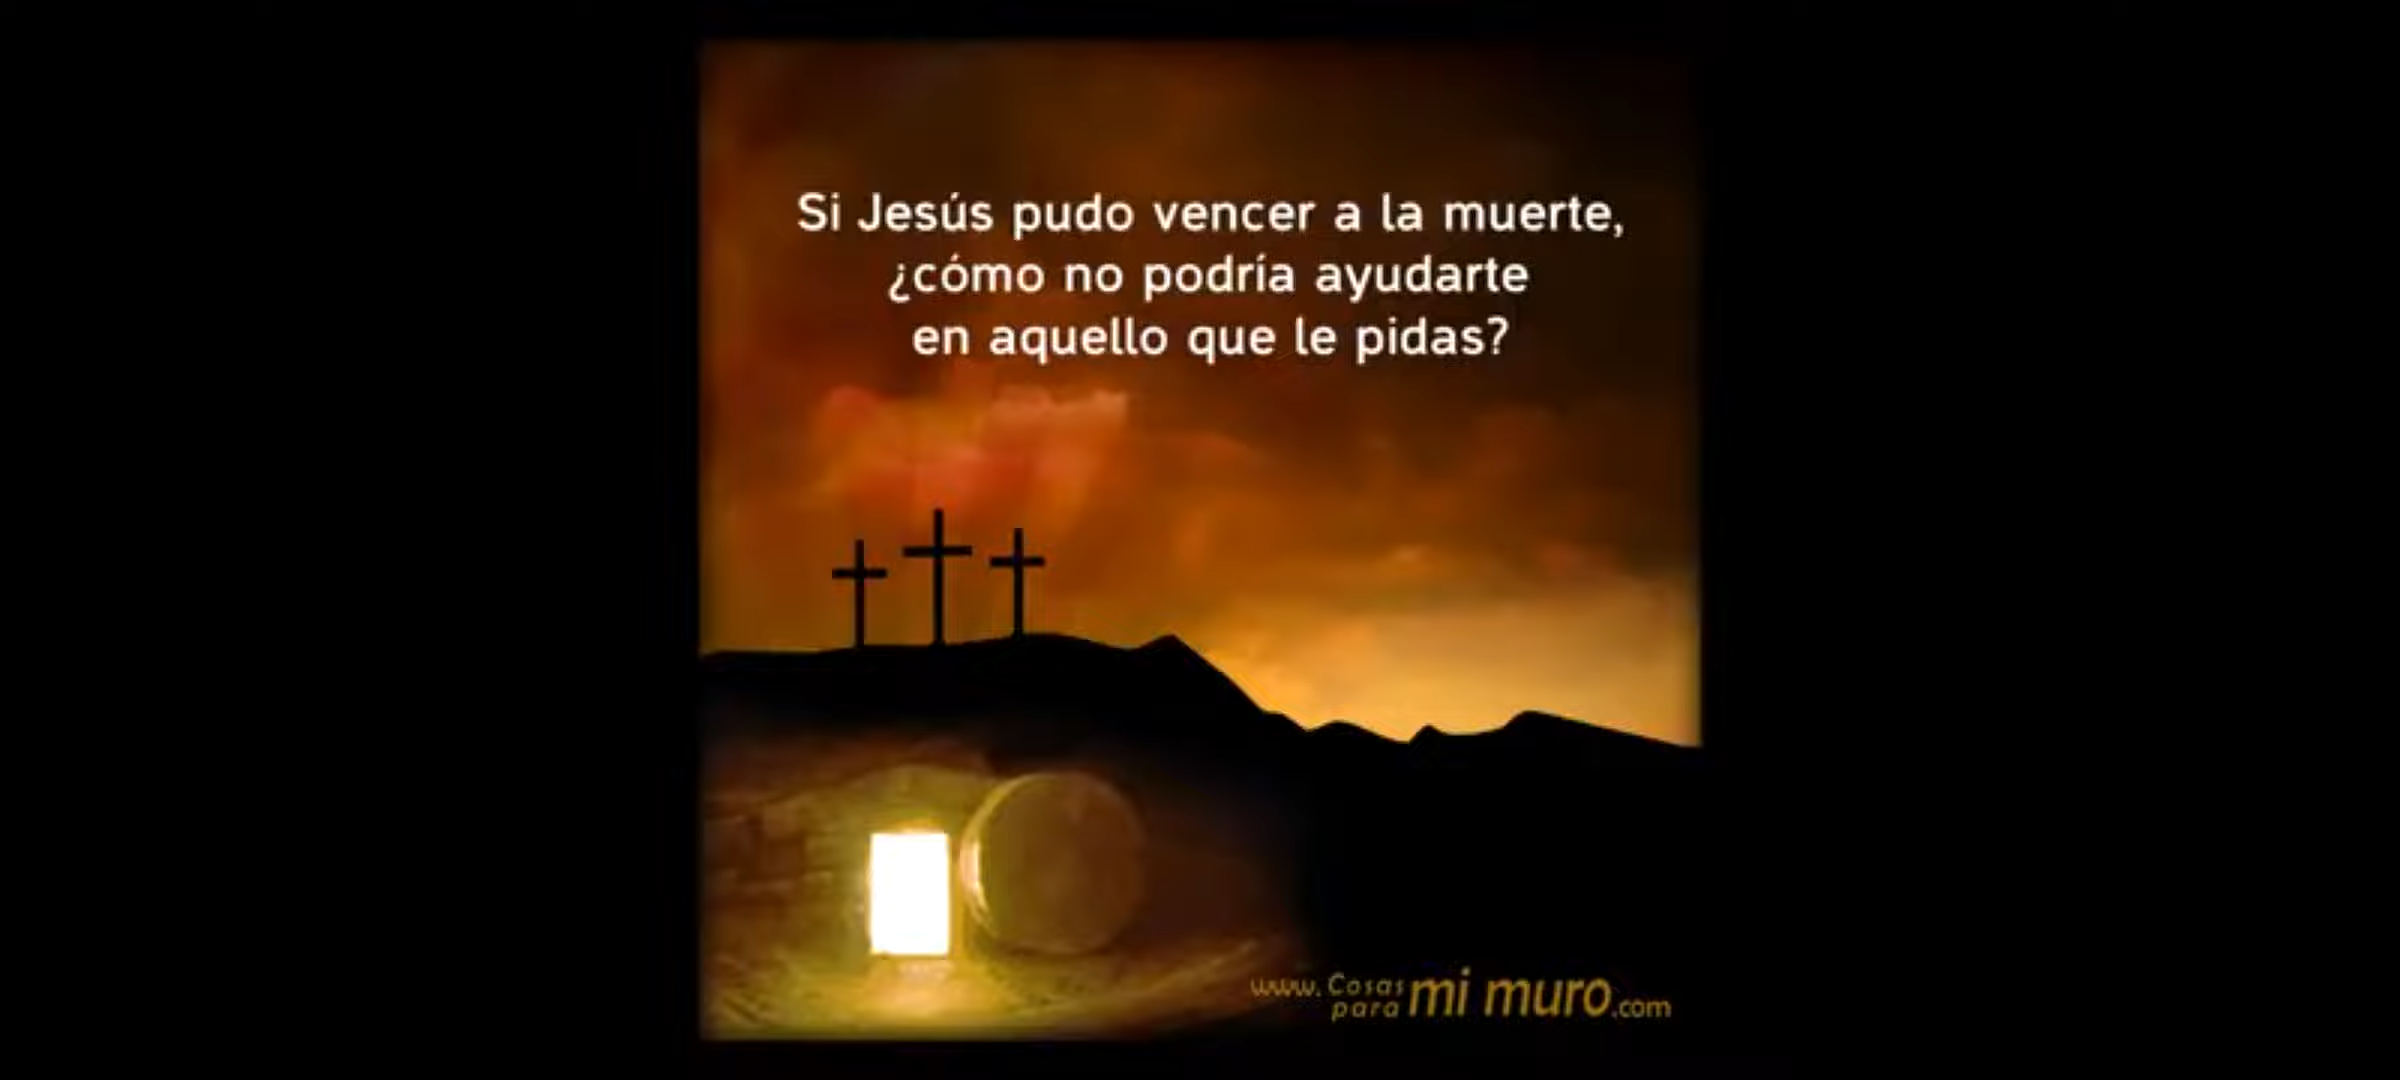 Si Jesús pudo vencer a la muerte,
¿cómo no podría ayudarte
en aquello que le pidas?
www. Cosas para mi muro.com